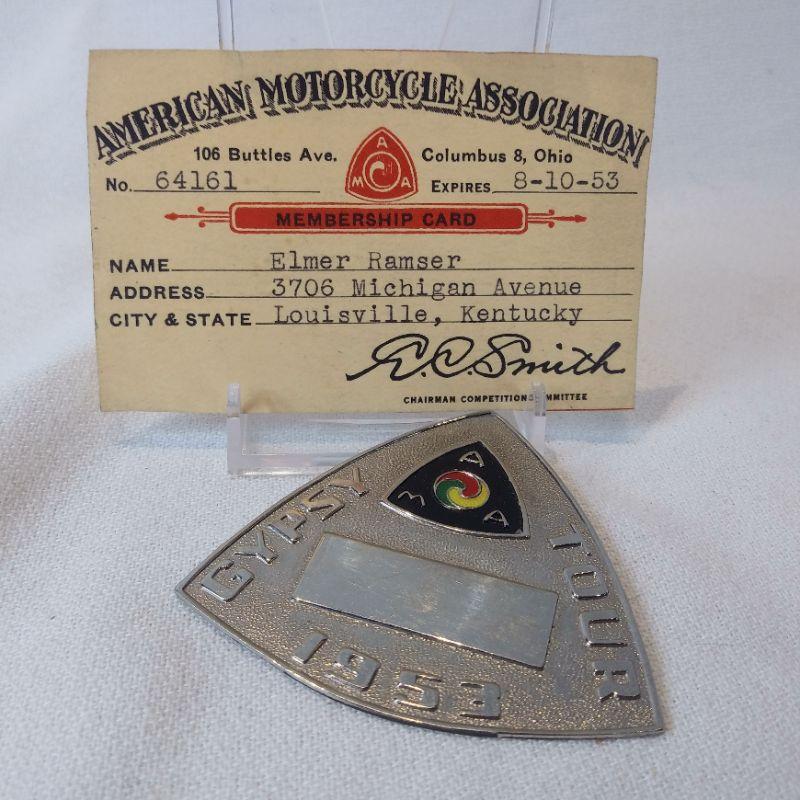 AMERICAN MOTORCYCLE ASSOCIATION
106 Buttles Ave. Columbus 8, Ohio
A
M A
No. 64161 EXPIRES 8-10-53
MEMBERSHIP CARD
NAME Elmer Ramser
ADDRESS 3706 Michigan Avenue
CITY & STATE Louisville, Kentucky
E.C. Smith
CHAIRMAN COMPETITION MMITTEE
A
M A
GYPSY TOUR
1953